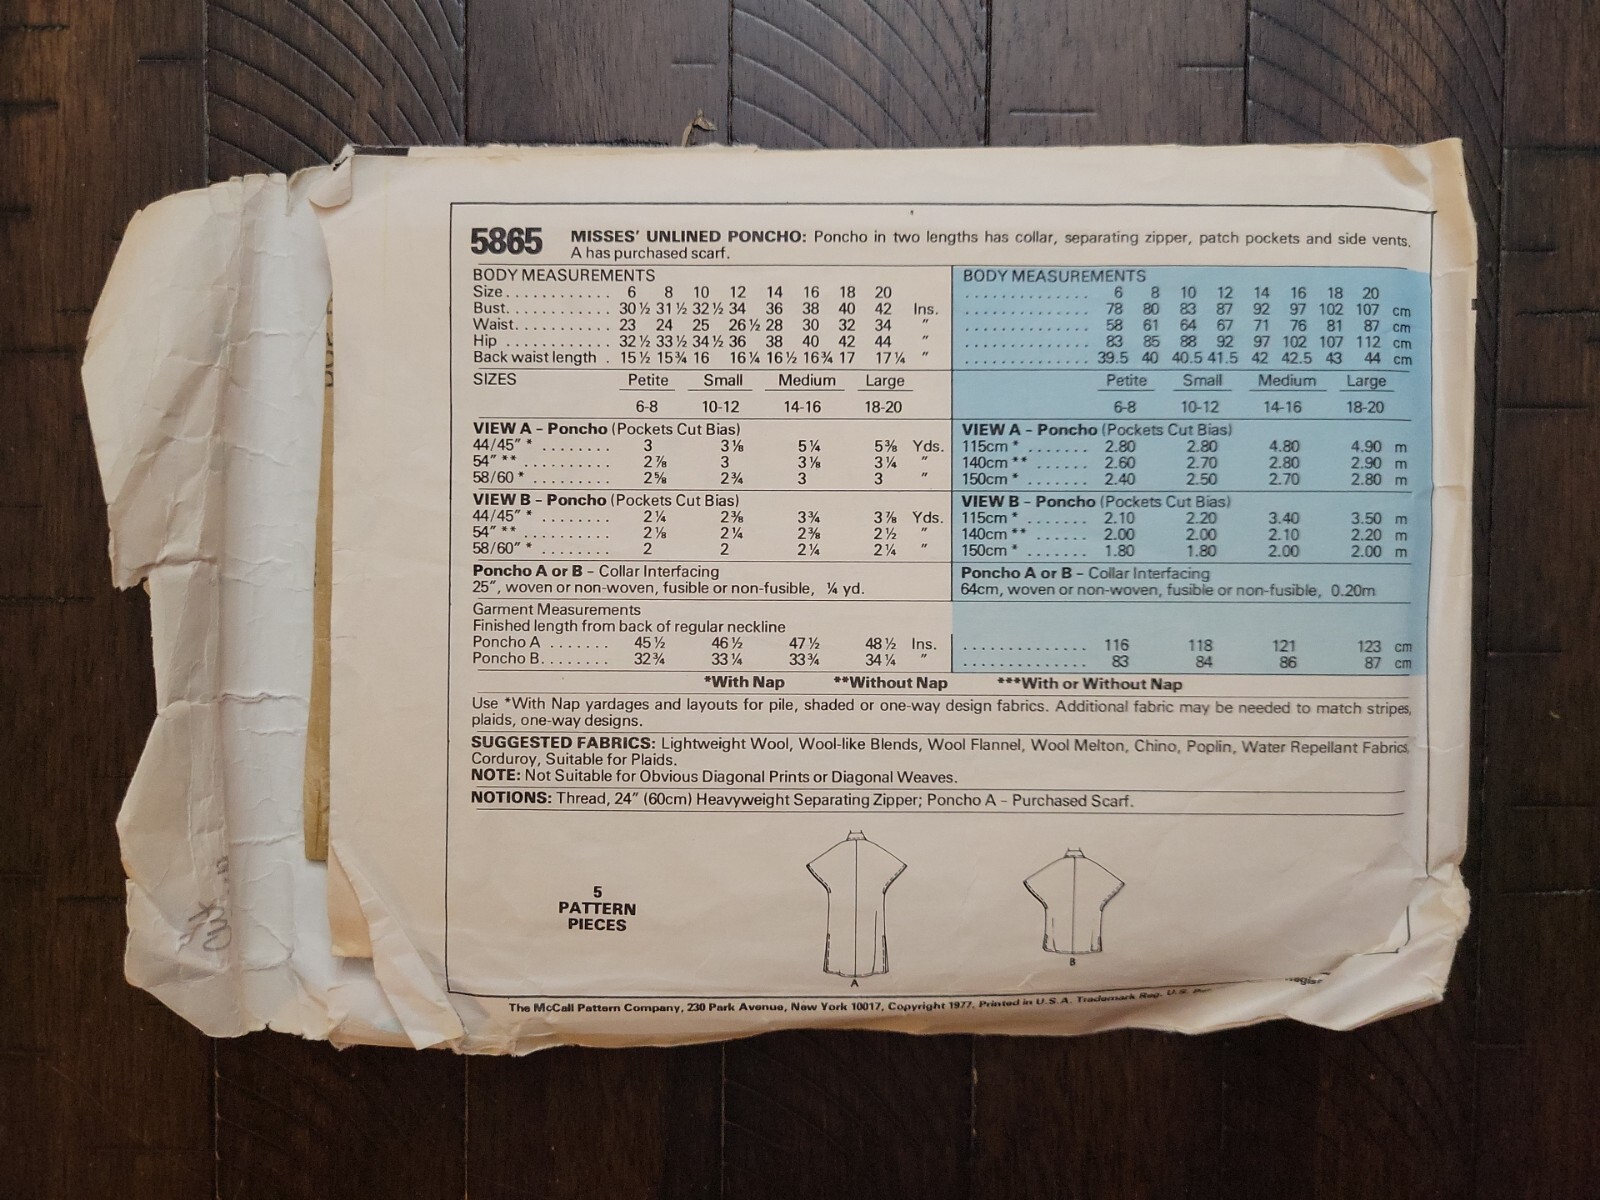 5865 MISSES' UNLINED PONCHO: Poncho in two lengths has collar, separating zipper, patch pockets and side vents.
A has purchased scarf.
BODY MEASUREMENTS
Size............ 6 8 10 12 14 16 18 20
Bust............ 30½ 31½ 32½ 34 36 38 40 42 Ins.
Waist............ 23 24 25 26½ 28 30 32 34 "
Hip ............ 32½ 33½ 34½ 36 38 40 42 44 "
Back waist length . 15½ 15¾ 16 16¼ 16½ 16¾ 17 17¼ "
SIZES Petite Small Medium Large
6-8 10-12 14-16 18-20
VIEW A - Poncho (Pockets Cut Bias)
44/45" * ........ 3 3⅛ 5¼ 5⅜ Yds.
54" ** .......... 2⅞ 3 3⅛ 3¼ "
58/60 * ......... 2⅝ 2¾ 3 3 "
VIEW B - Poncho (Pockets Cut Bias)
44/45" * ........ 2¼ 2⅜ 3¾ 3⅞ Yds.
54" ** .......... 2⅛ 2¼ 2⅜ 2½ "
58/60" * ........ 2 2 2¼ 2¼ "
Poncho A or B - Collar Interfacing
25", woven or non-woven, fusible or non-fusible, ¼ yd.
Garment Measurements
Finished length from back of regular neckline
Poncho A ....... 45½ 46½ 47½ 48½ Ins.
Poncho B........ 32¾ 33¼ 33¾ 34¼ "
BODY MEASUREMENTS
............... 6 8 10 12 14 16 18 20
............... 78 80 83 87 92 97 102 107 cm
............... 58 61 64 67 71 76 81 87 cm
............... 83 85 88 92 97 102 107 112 cm
............... 39.5 40 40.5 41.5 42 42.5 43 44 cm
Petite Small Medium Large
6-8 10-12 14-16 18-20
VIEW A - Poncho (Pockets Cut Bias)
115cm * ....... 2.80 2.80 4.80 4.90 m
140cm ** ...... 2.60 2.70 2.80 2.90 m
150cm * ....... 2.40 2.50 2.70 2.80 m
VIEW B - Poncho (Pockets Cut Bias)
115cm * ....... 2.10 2.20 3.40 3.50 m
140cm ** ...... 2.00 2.00 2.10 2.20 m
150cm * ....... 1.80 1.80 2.00 2.00 m
Poncho A or B - Collar Interfacing
64cm, woven or non-woven, fusible or non-fusible, 0.20m
............... 116 118 121 123 cm
............... 83 84 86 87 cm
*With Nap **Without Nap ***With or Without Nap
Use *With Nap yardages and layouts for pile, shaded or one-way design fabrics. Additional fabric may be needed to match stripes,
plaids, one-way designs.
SUGGESTED FABRICS: Lightweight Wool, Wool-like Blends, Wool Flannel, Wool Melton, Chino, Poplin, Water Repellant Fabrics,
Corduroy, Suitable for Plaids.
NOTE: Not Suitable for Obvious Diagonal Prints or Diagonal Weaves.
NOTIONS: Thread, 24" (60cm) Heavyweight Separating Zipper; Poncho A - Purchased Scarf.
5
PATTERN
PIECES
A
B
The McCall Pattern Company, 230 Park Avenue, New York 10017, Copyright 1977, Printed in U.S.A. Trademark Reg. U.S.